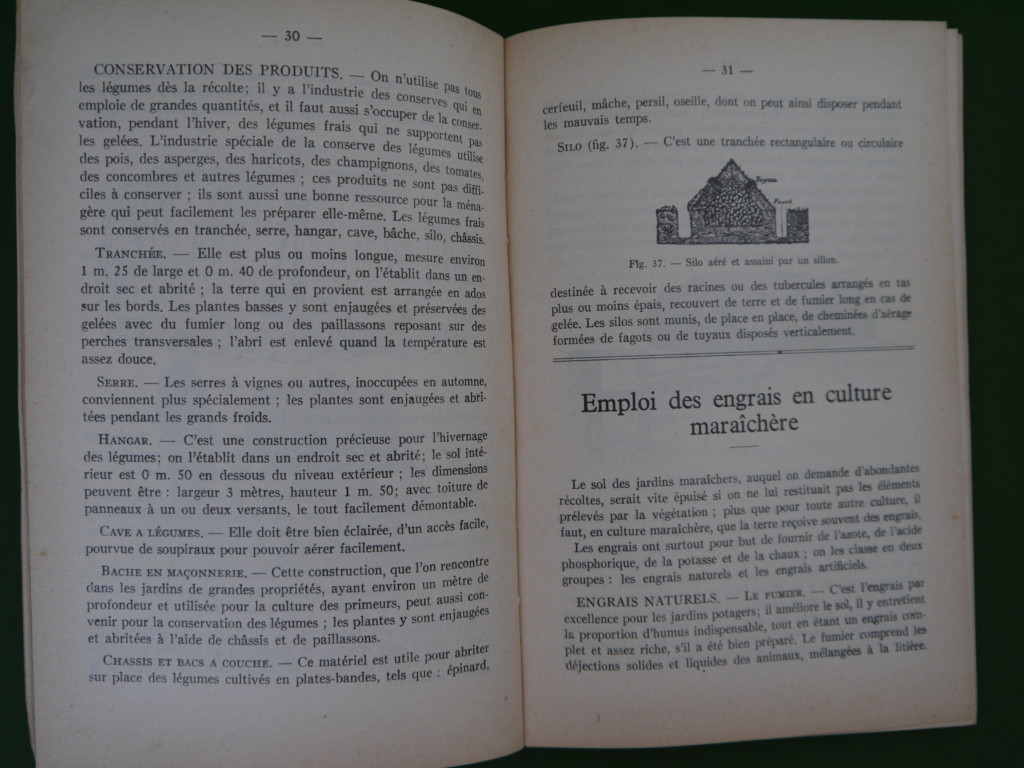 — 30 —
CONSERVATION DES PRODUITS. — On n'utilise pas tous
les légumes dès la récolte; il y a l'industrie des conserves qui en
emploie de grandes quantités, et il faut aussi s'occuper de la conser-
vation, pendant l'hiver, des légumes frais qui ne supportent pas
les gelées. L'industrie spéciale de la conserve des légumes utilise
des pois, des asperges, des haricots, des champignons, des tomates,
des concombres et autres légumes ; ces produits ne sont pas diffi-
ciles à conserver ; ils sont aussi une bonne ressource pour la ména-
gère qui peut facilement les préparer elle-même. Les légumes frais
sont conservés en tranchée, serre, hangar, cave, bâche, silo, châssis.
TRANCHÉE. — Elle est plus ou moins longue, mesure environ
1 m. 25 de large et 0 m. 40 de profondeur, on l'établit dans un en-
droit sec et abrité ; la terre qui en provient est arrangée en ados
sur les bords. Les plantes basses y sont enjaugées et préservées des
gelées avec du fumier long ou des paillassons reposant sur des
perches transversales ; l'abri est enlevé quand la température est
assez douce.
SERRE. — Les serres à vignes ou autres, inoccupées en automne,
conviennent plus spécialement ; les plantes sont enjaugées et abri-
tées pendant les grands froids.
HANGAR. — C'est une construction précieuse pour l'hivernage
des légumes; on l'établit dans un endroit sec et abrité; le sol inté-
rieur est 0 m. 50 en dessous du niveau extérieur ; les dimensions
peuvent être : largeur 3 mètres, hauteur 1 m. 50; avec toiture de
panneaux à un ou deux versants, le tout facilement démontable.
CAVE A LÉGUMES. — Elle doit être bien éclairée, d'un accès facile,
pourvue de soupiraux pour pouvoir aérer facilement.
BACHE EN MAÇONNERIE. — Cette construction, que l'on rencontre
dans les jardins de grandes propriétés, ayant environ un mètre de
profondeur et utilisée pour la culture des primeurs, peut aussi con-
venir pour la conservation des légumes ; les plantes y sont enjaugées
et abritées à l'aide de châssis et de paillassons.
CHASSIS ET BACS A COUCHE. — Ce matériel est utile pour abriter
sur place des légumes cultivés en plates-bandes, tels que : épinard,
— 31 —
cerfeuil, mâche, persil, oseille, dont on peut ainsi disposer pendant
les mauvais temps.
SILO (fig. 37). — C'est une tranchée rectangulaire ou circulaire
Tuyau
Fossé
Fig. 37. — Silo aéré et assaini par un sillon.
destinée à recevoir des racines ou des tubercules arrangés en tas
plus ou moins épais, recouvert de terre et de fumier long en cas de
gelée. Les silos sont munis, de place en place, de cheminées d'aérage
formées de fagots ou de tuyaux disposés verticalement.
Emploi des engrais en culture
maraîchère
Le sol des jardins maraîchers, auquel on demande d'abondantes
récoltes, serait vite épuisé si on ne lui restituait pas les éléments
prélevés par la végétation ; plus que pour toute autre culture, il
faut, en culture maraîchère, que la terre reçoive souvent des engrais.
Les engrais ont surtout pour but de fournir de l'azote, de l'acide
phosphorique, de la potasse et de la chaux ; on les classe en deux
groupes : les engrais naturels et les engrais artificiels.
ENGRAIS NATURELS. — LE FUMIER. — C'est l'engrais par
excellence pour les jardins potagers; il améliore le sol, il y entretient
la proportion d'humus indispensable, tout en étant un engrais com-
plet et assez riche, s'il a été bien préparé. Le fumier comprend les
déjections solides et liquides des animaux, mélangées à la litière.